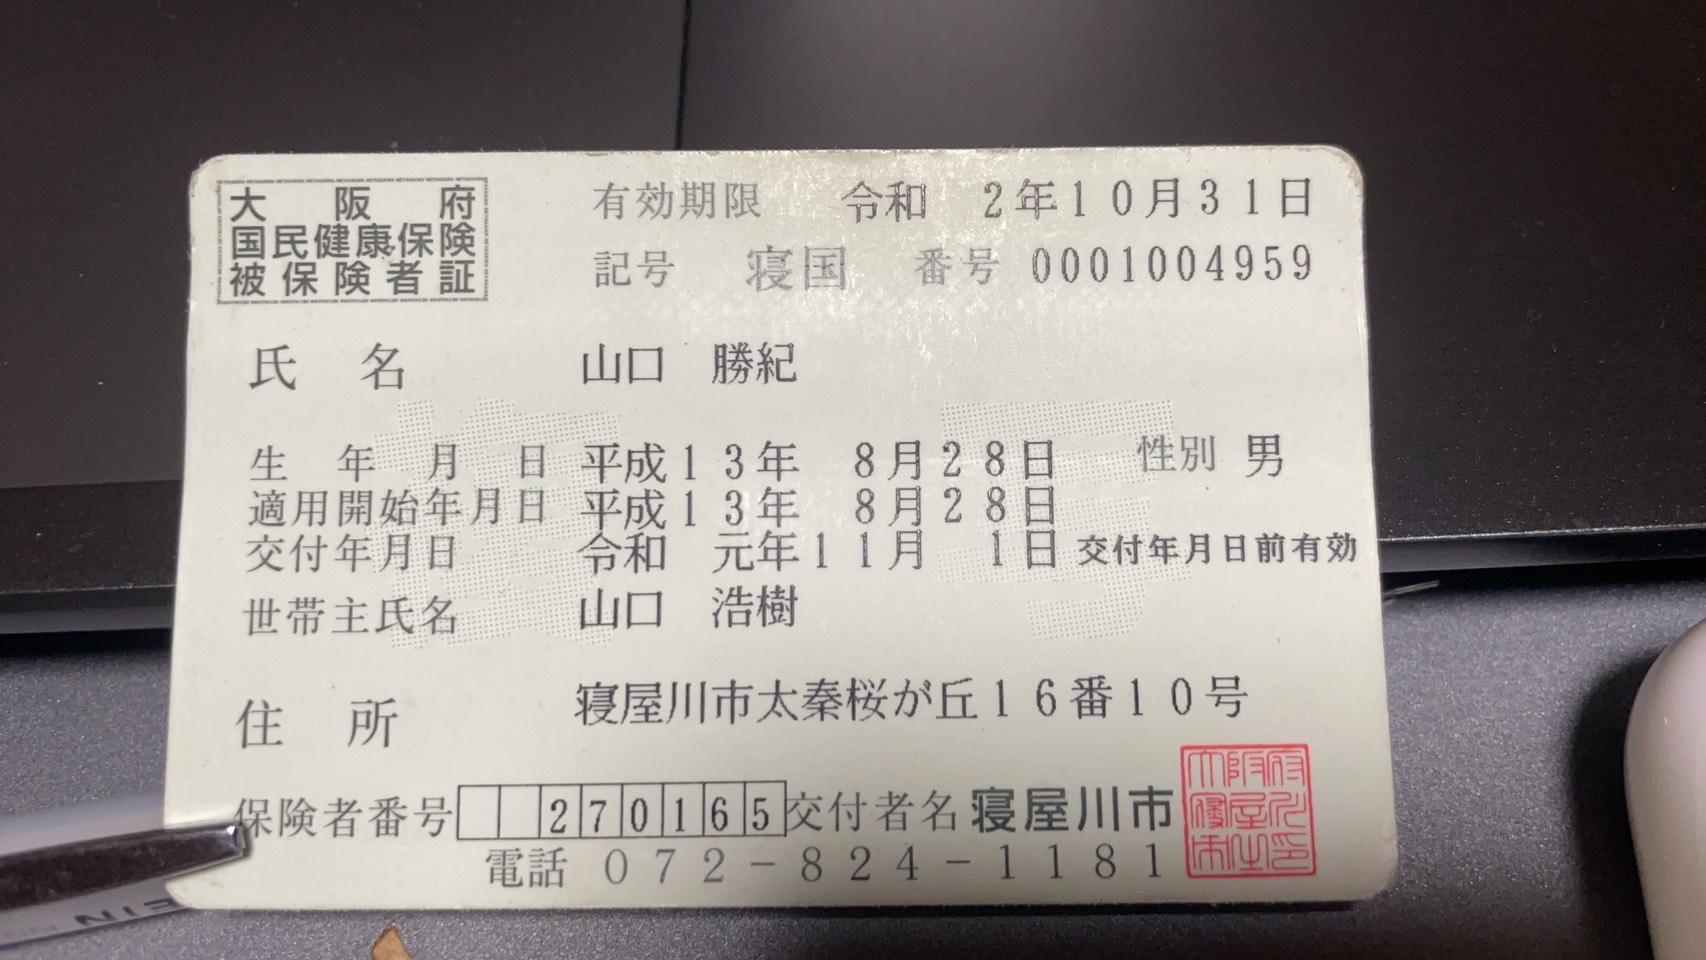 大阪府
国民健康保険
被保険者証
有効期限 令和 2年10月31日
記号 寝国 番号 0001004959
氏名 山口 勝紀
生年月日 平成13年 8月28日 性別 男
適用開始年月日 平成13年 8月28日
交付年月日 令和 元年11月 1日 交付年月日前有効
世帯主氏名 山口 浩樹
住所 寝屋川市太秦桜が丘16番10号
保険者番号 270165 交付者名 寝屋川市
電話 072-824-1181
複写